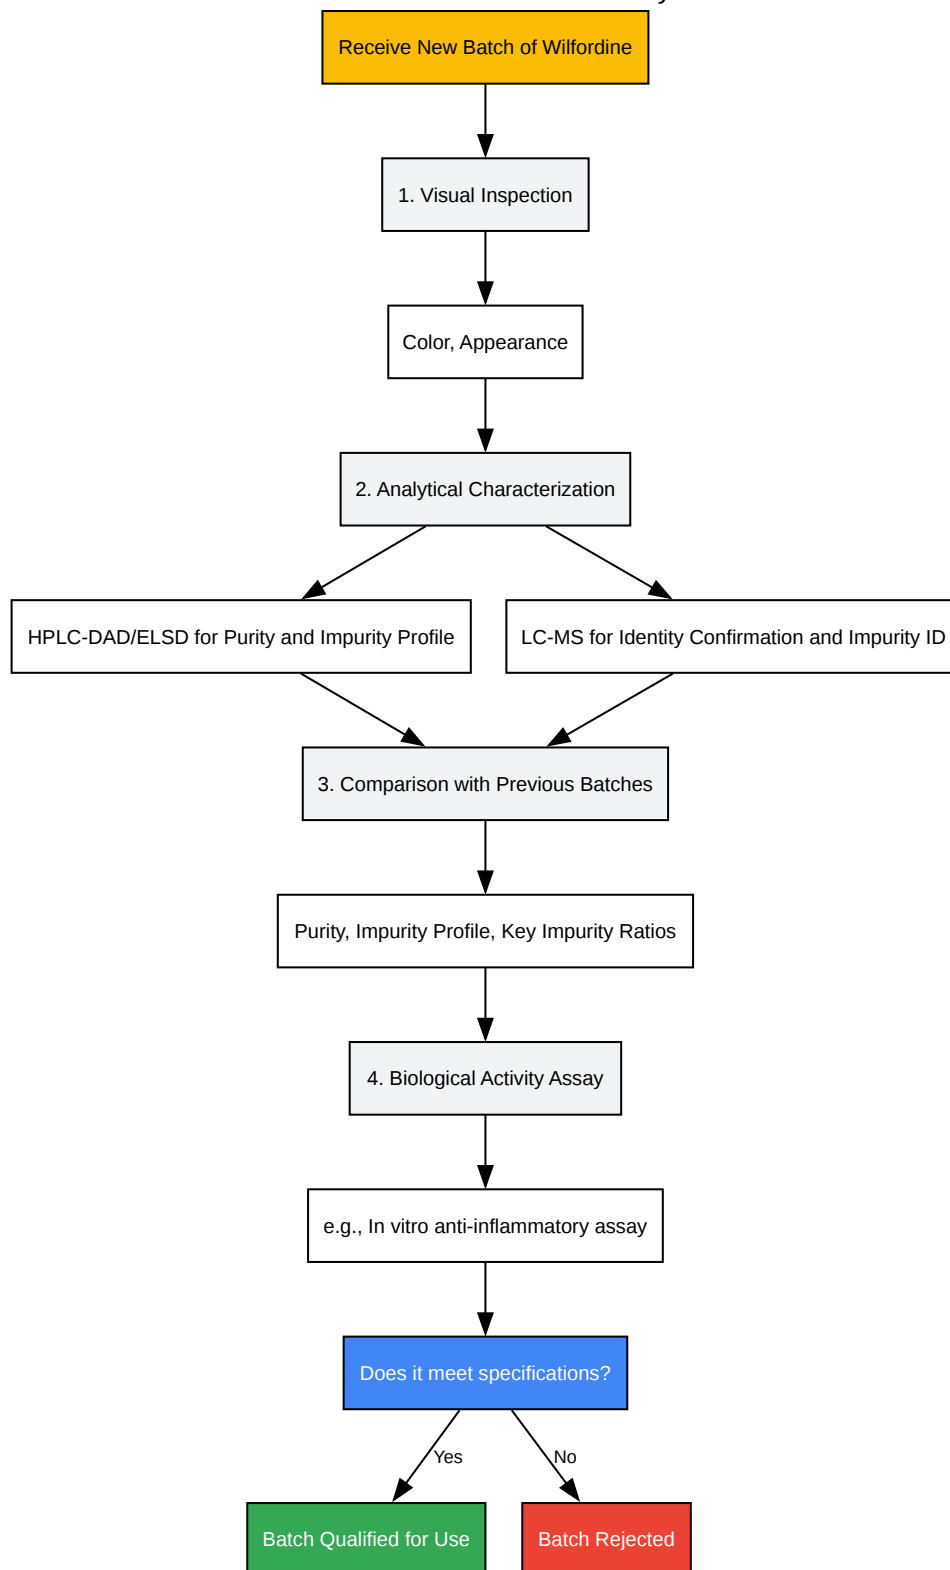 Receive New Batch of Wilfordine
1. Visual Inspection
Color, Appearance
2. Analytical Characterization
HPLC-DAD/ELSD for Purity and Impurity Profile
LC-MS for Identity Confirmation and Impurity ID
3. Comparison with Previous Batches
Purity, Impurity Profile, Key Impurity Ratios
4. Biological Activity Assay
e.g., In vitro anti-inflammatory assay
Does it meet specifications?
Yes
No
Batch Qualified for Use
Batch Rejected